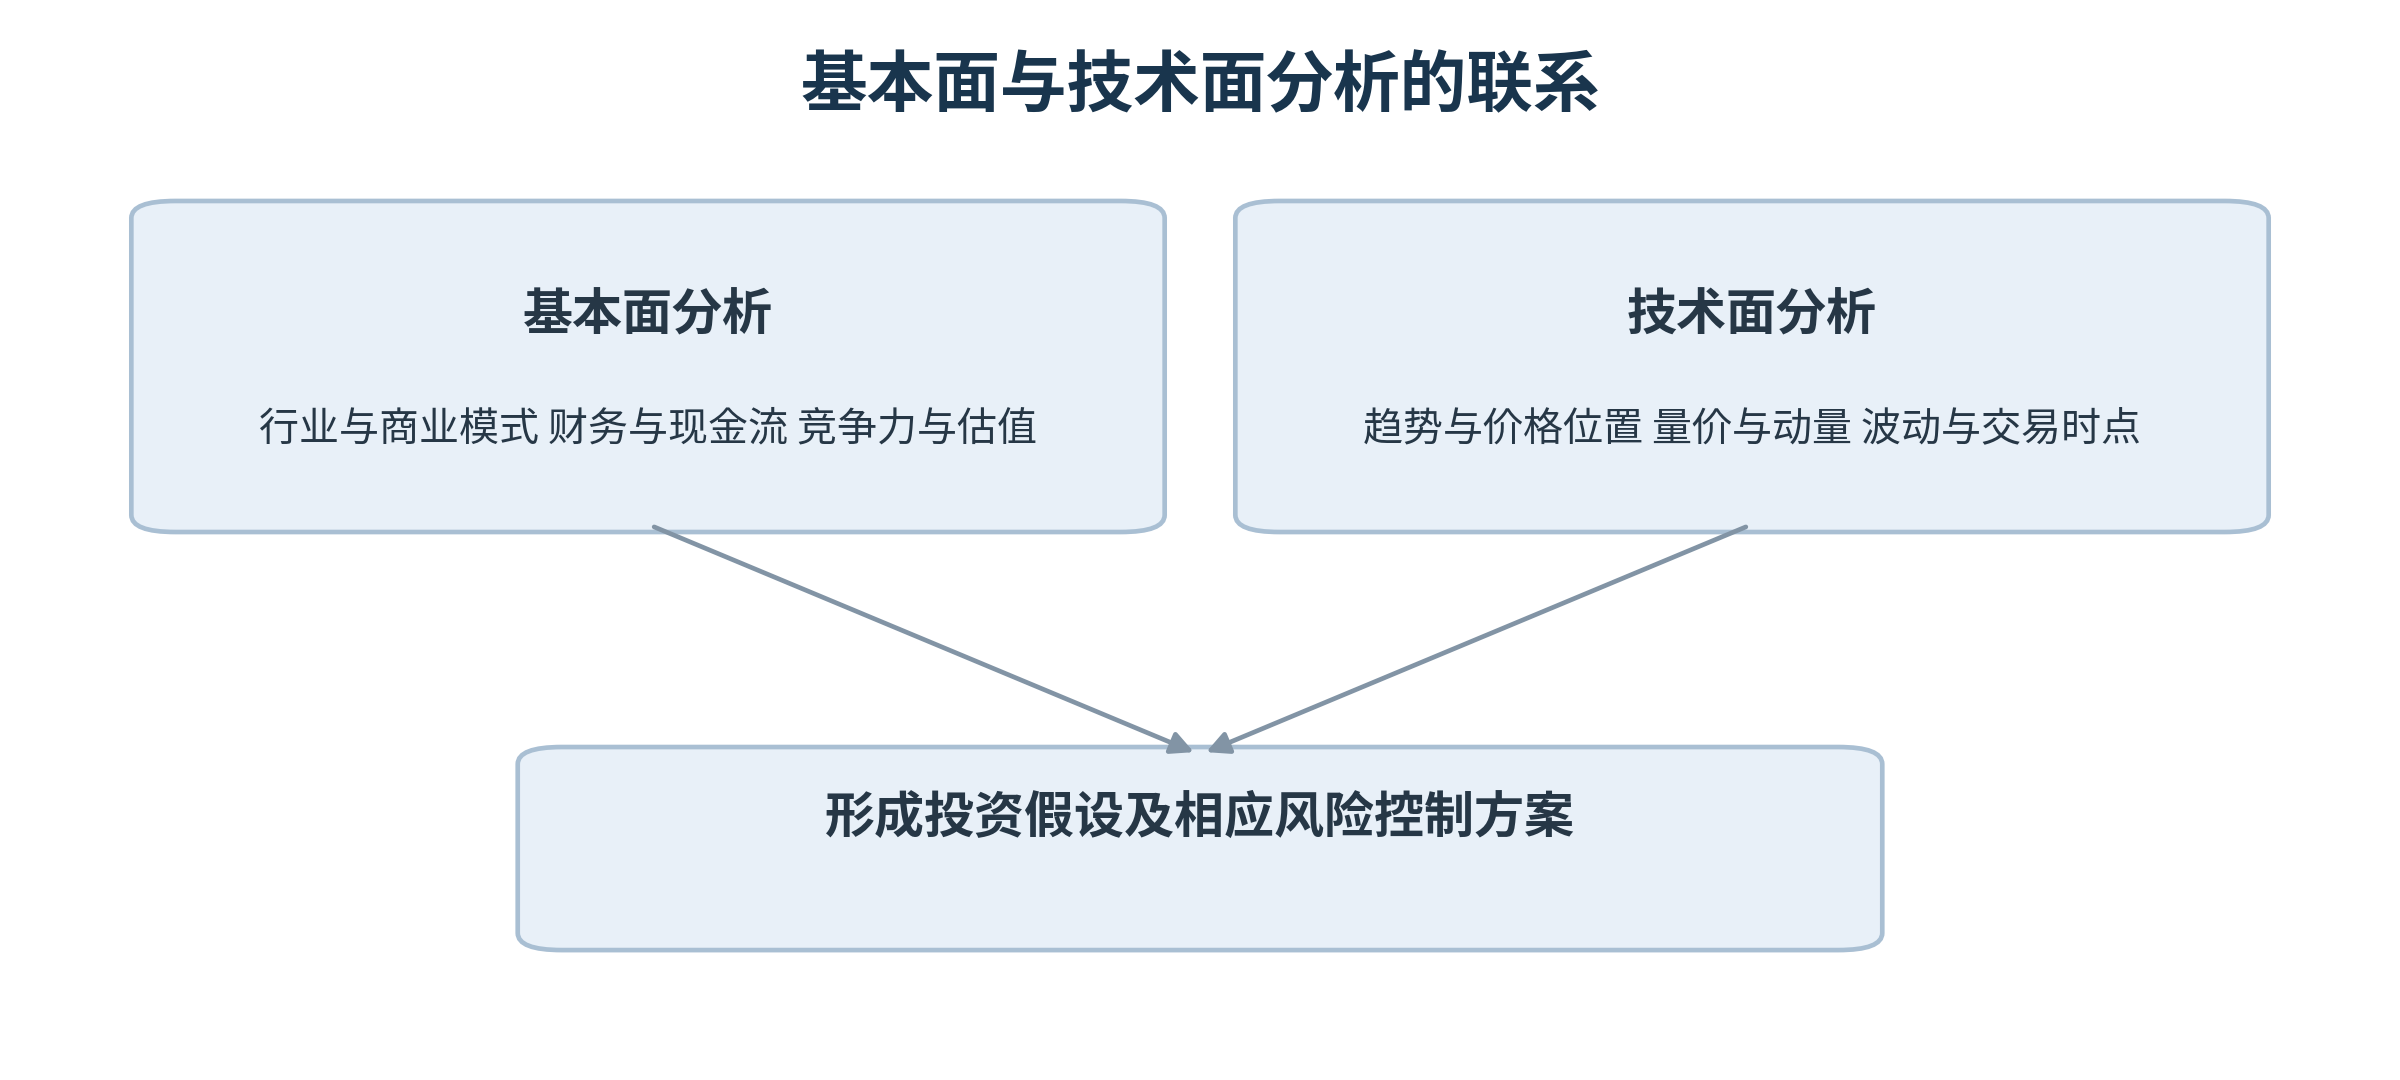 基本面与技术面分析的联系
基本面分析
行业与商业模式 财务与现金流 竞争力与估值
技术面分析
趋势与价格位置 量价与动量 波动与交易时点
形成投资假设及相应风险控制方案